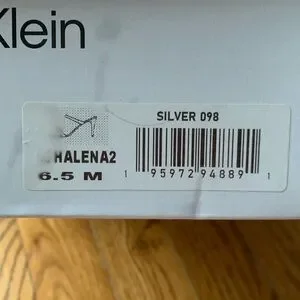 Klein
SILVER 098
HALENA2
6.5 M
1 95972 94889 1